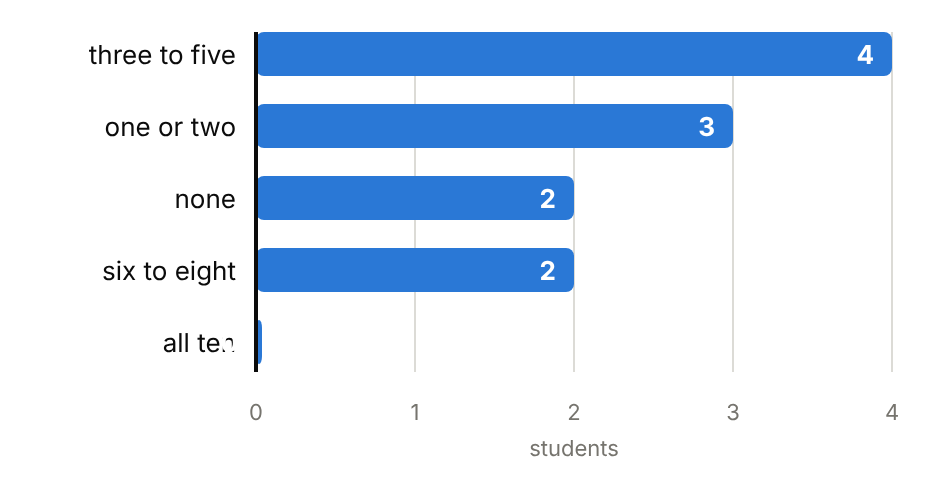 three to five 4
one or two 3
none 2
six to eight 2
all ten
0 1 2 3 4
students